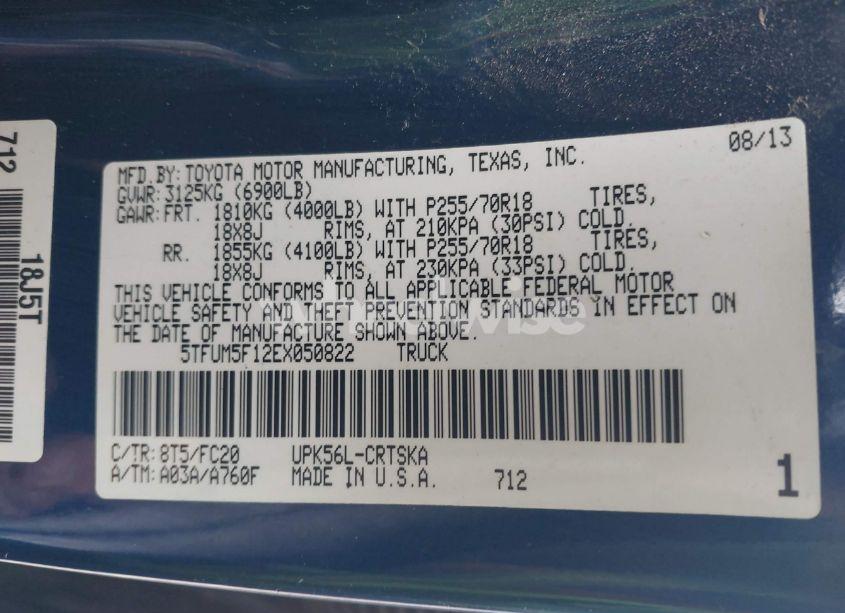 712
18J5T
08/13
MFD.BY: TOYOTA MOTOR MANUFACTURING, TEXAS, INC.
GVWR: 3125KG (6900LB)
GAWR: FRT. 1810KG (4000LB) WITH P255/70R18 TIRES,
18X8J RIMS, AT 210KPA (30PSI) COLD.
RR. 1855KG (4100LB) WITH P255/70R18 TIRES,
18X8J RIMS, AT 230KPA (33PSI) COLD.
THIS VEHICLE CONFORMS TO ALL APPLICABLE FEDERAL MOTOR
VEHICLE SAFETY AND THEFT PREVENTION STANDARDS IN EFFECT ON
THE DATE OF MANUFACTURE SHOWN ABOVE.
5TFUM5F12EX050822 TRUCK
C/TR: 8T5/FC20 UPK56L-CRTSKA
A/TM: A03A/A760F MADE IN U.S.A. 712 1